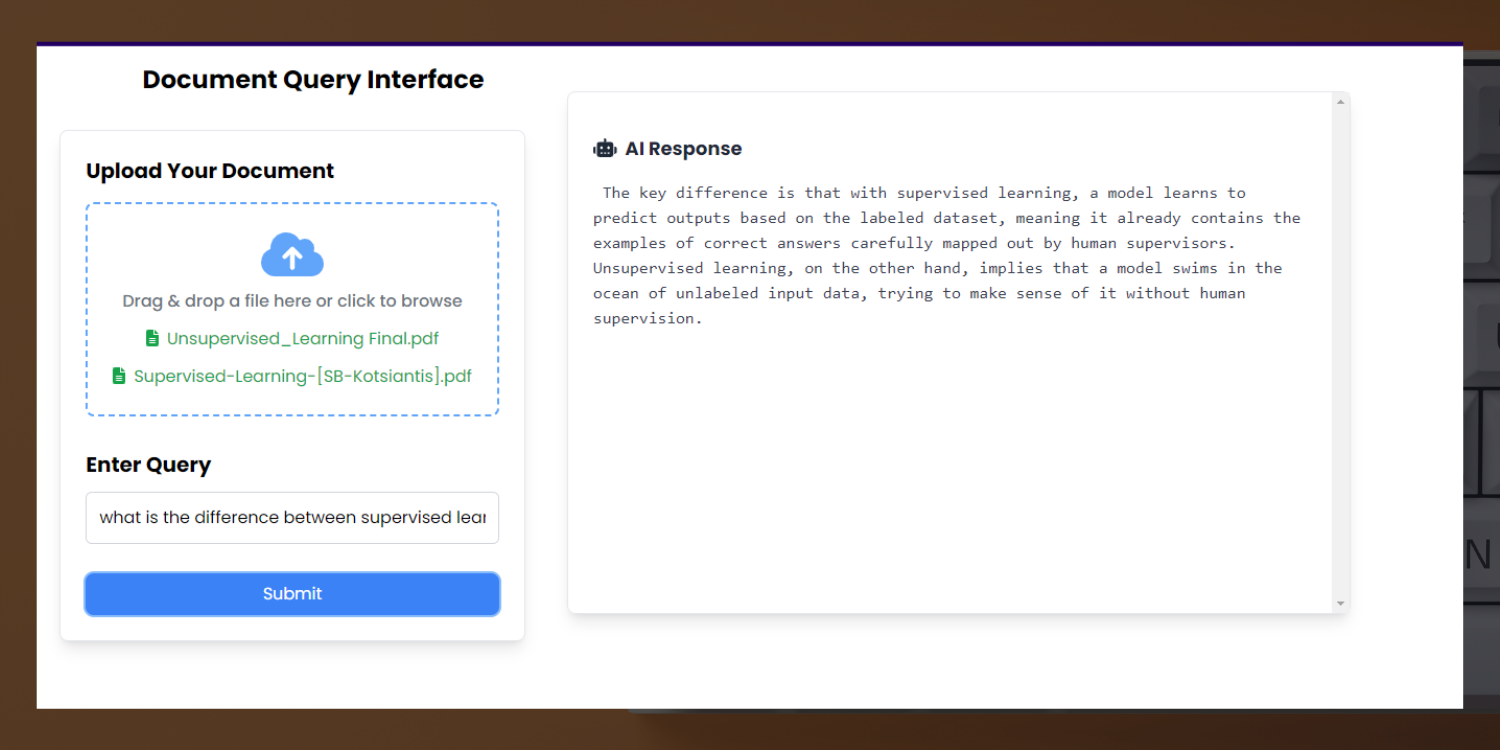 Document Query Interface
Upload Your Document
Drag & drop a file here or click to browse
Unsupervised_Learning Final.pdf
Supervised-Learning-[SB-Kotsiantis].pdf
Enter Query
what is the difference between supervised lear
Submit
AI Response
The key difference is that with supervised learning, a model learns to
predict outputs based on the labeled dataset, meaning it already contains the
examples of correct answers carefully mapped out by human supervisors.
Unsupervised learning, on the other hand, implies that a model swims in the
ocean of unlabeled input data, trying to make sense of it without human
supervision.
N